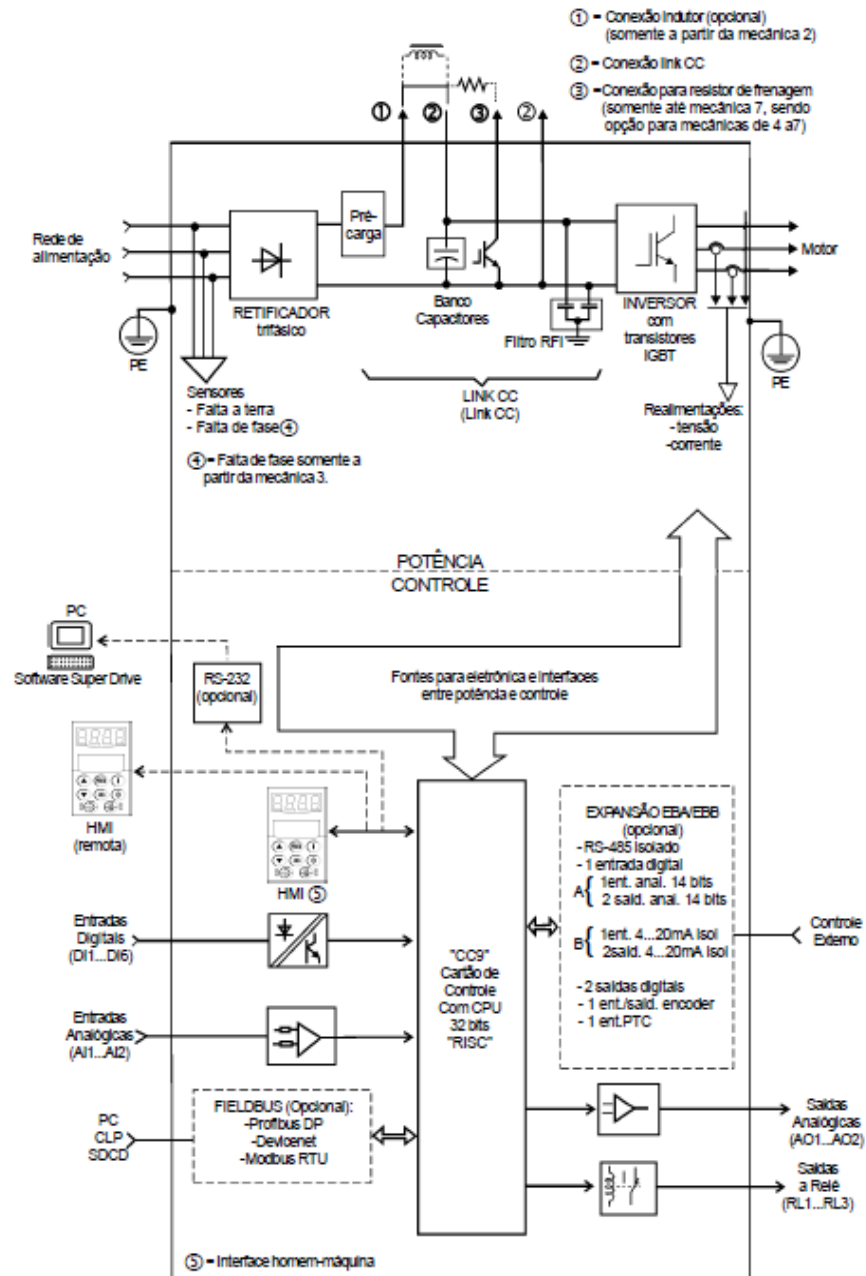 ① = Conexão Indutor (opcional)
(somente a partir da mecânica 2)
② = Conexão link CC
③ = Conexão para resistor de frenagem
(somente até mecânica 7, sendo
opção para mecânicas de 4 a7)
① ② ③ ②
Rede de
alimentação
PE
RETIFICADOR
trifásico
Pré-
carga
Banco
Capacitores
Filtro RFI
INVERSOR
com
transistores
IGBT
Motor
PE
Sensores
- Falta a terra
- Falta de fase ④
④ = Falta de fase somente a
partir da mecânica 3.
LINK CC
(Link CC)
Realimentações:
- tensão
-corrente
POTÊNCIA
CONTROLE
PC
Software Super Drive
RS-232
(opcional)
Fontes para eletrônica e interfaces
entre potência e controle
HMI
(remota)
HMI ⑤
Entradas
Digitais
(DI1...DI6)
Entradas
Analógicas
(AI1...AI2)
PC
CLP
SDCD
FIELDBUS (Opcional):
-Profibus DP
-Devicenet
-Modbus RTU
"CC9"
Cartão de
Controle
Com CPU
32 bits
"RISC"
EXPANSÃO EBA/EBB
(opcional)
- RS-485 Isolado
- 1 entrada digital
A{ 1ent. anal. 14 bits
2 said. anal. 14 bits
B{ 1ent. 4...20mA Isol
2said. 4...20mA Isol
- 2 saídas digitais
- 1 ent./said. encoder
- 1 ent.PTC
Controle
Externo
Saídas
Analógicas
(AO1...AO2)
Saídas
a Relé
(RL1...RL3)
⑤ = Interface homem-máquina